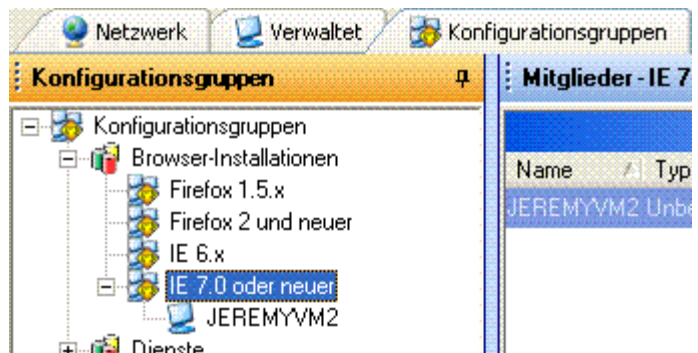 Netzwerk Verwaltet Konfigurationsgruppen
Konfigurationsgruppen
Konfigurationsgruppen
Browser-Installationen
Firefox 1.5.x
Firefox 2 und neuer
IE 6.x
IE 7.0 oder neuer
JEREMYVM2
Dienste
Mitglieder - IE 7
Name Typ
JEREMYVM2 Unbe